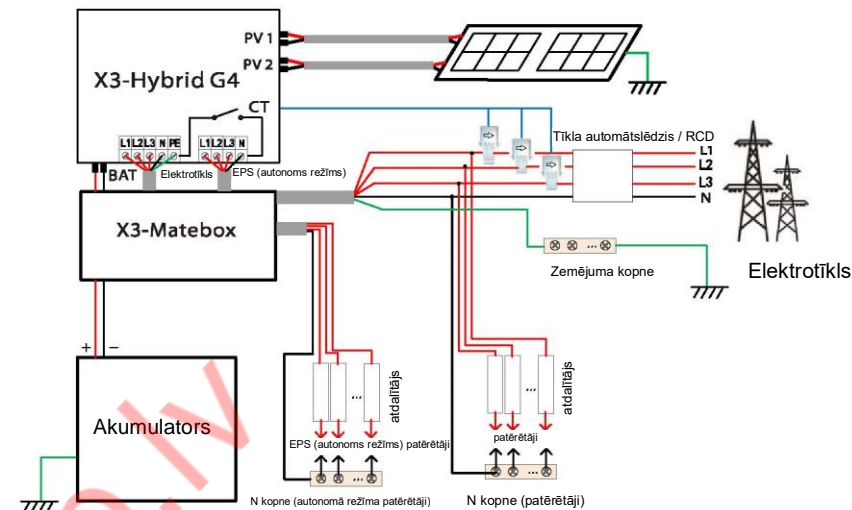 PV 1
PV 2
X3-Hybrid G4
CT
L1 L2 L3 N PE
L1 L2 L3 N
BAT
Elektrotīkls
EPS (autonoms režīms)
Tīkla automātslēdzis / RCD
L1
L2
L3
N
X3-Matebox
Zemējuma kopne
Elektrotīkls
+ –
Akumulators
...
atdalītājs
EPS (autonoms režīms) patērētāji
...
N kopne (autonomā režīma patērētāji)
...
atdalītājs
patērētāji
...
N kopne (patērētāji)
o.lv